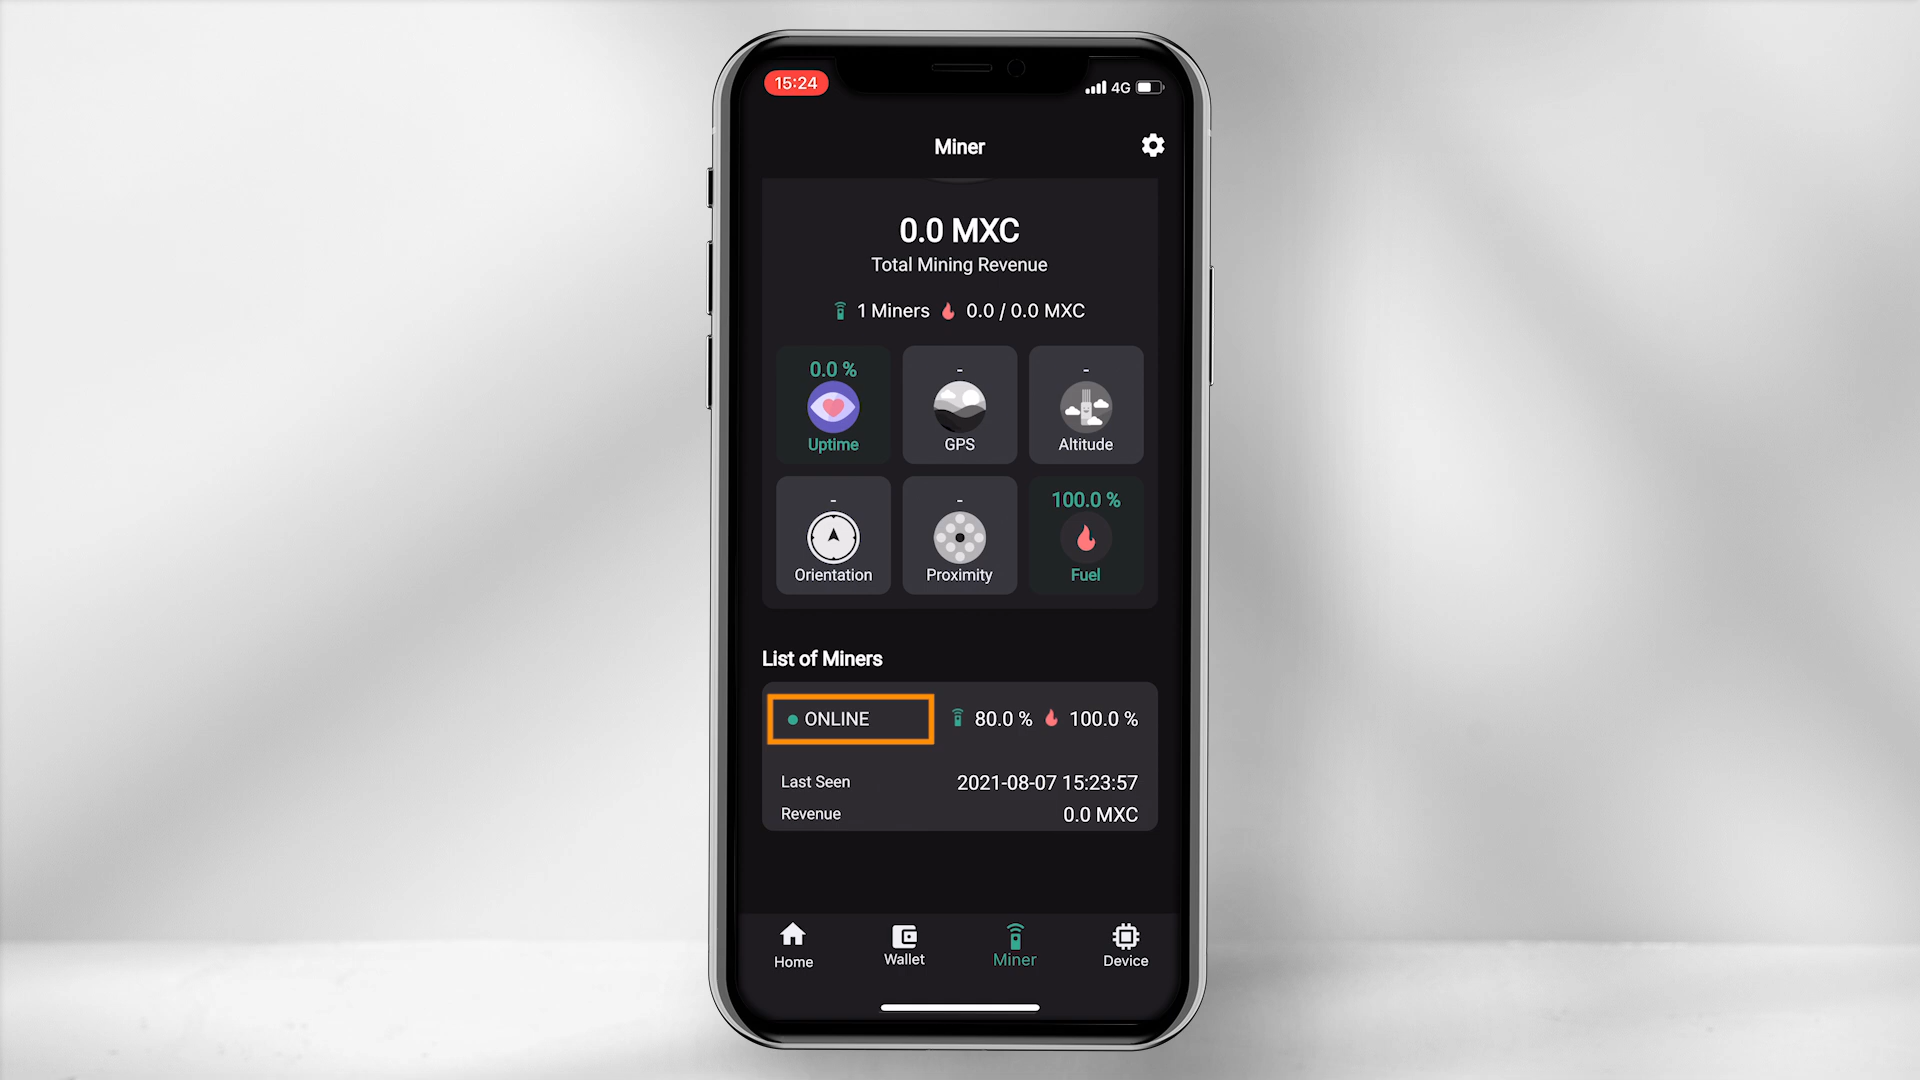 15:24
4G
Miner
0.0 MXC
Total Mining Revenue
1 Miners 0.0 / 0.0 MXC
0.0 % - -
Uptime GPS Altitude
- - 100.0 %
Orientation Proximity Fuel
List of Miners
ONLINE 80.0 % 100.0 %
Last Seen 2021-08-07 15:23:57
Revenue 0.0 MXC
Home Wallet Miner Device